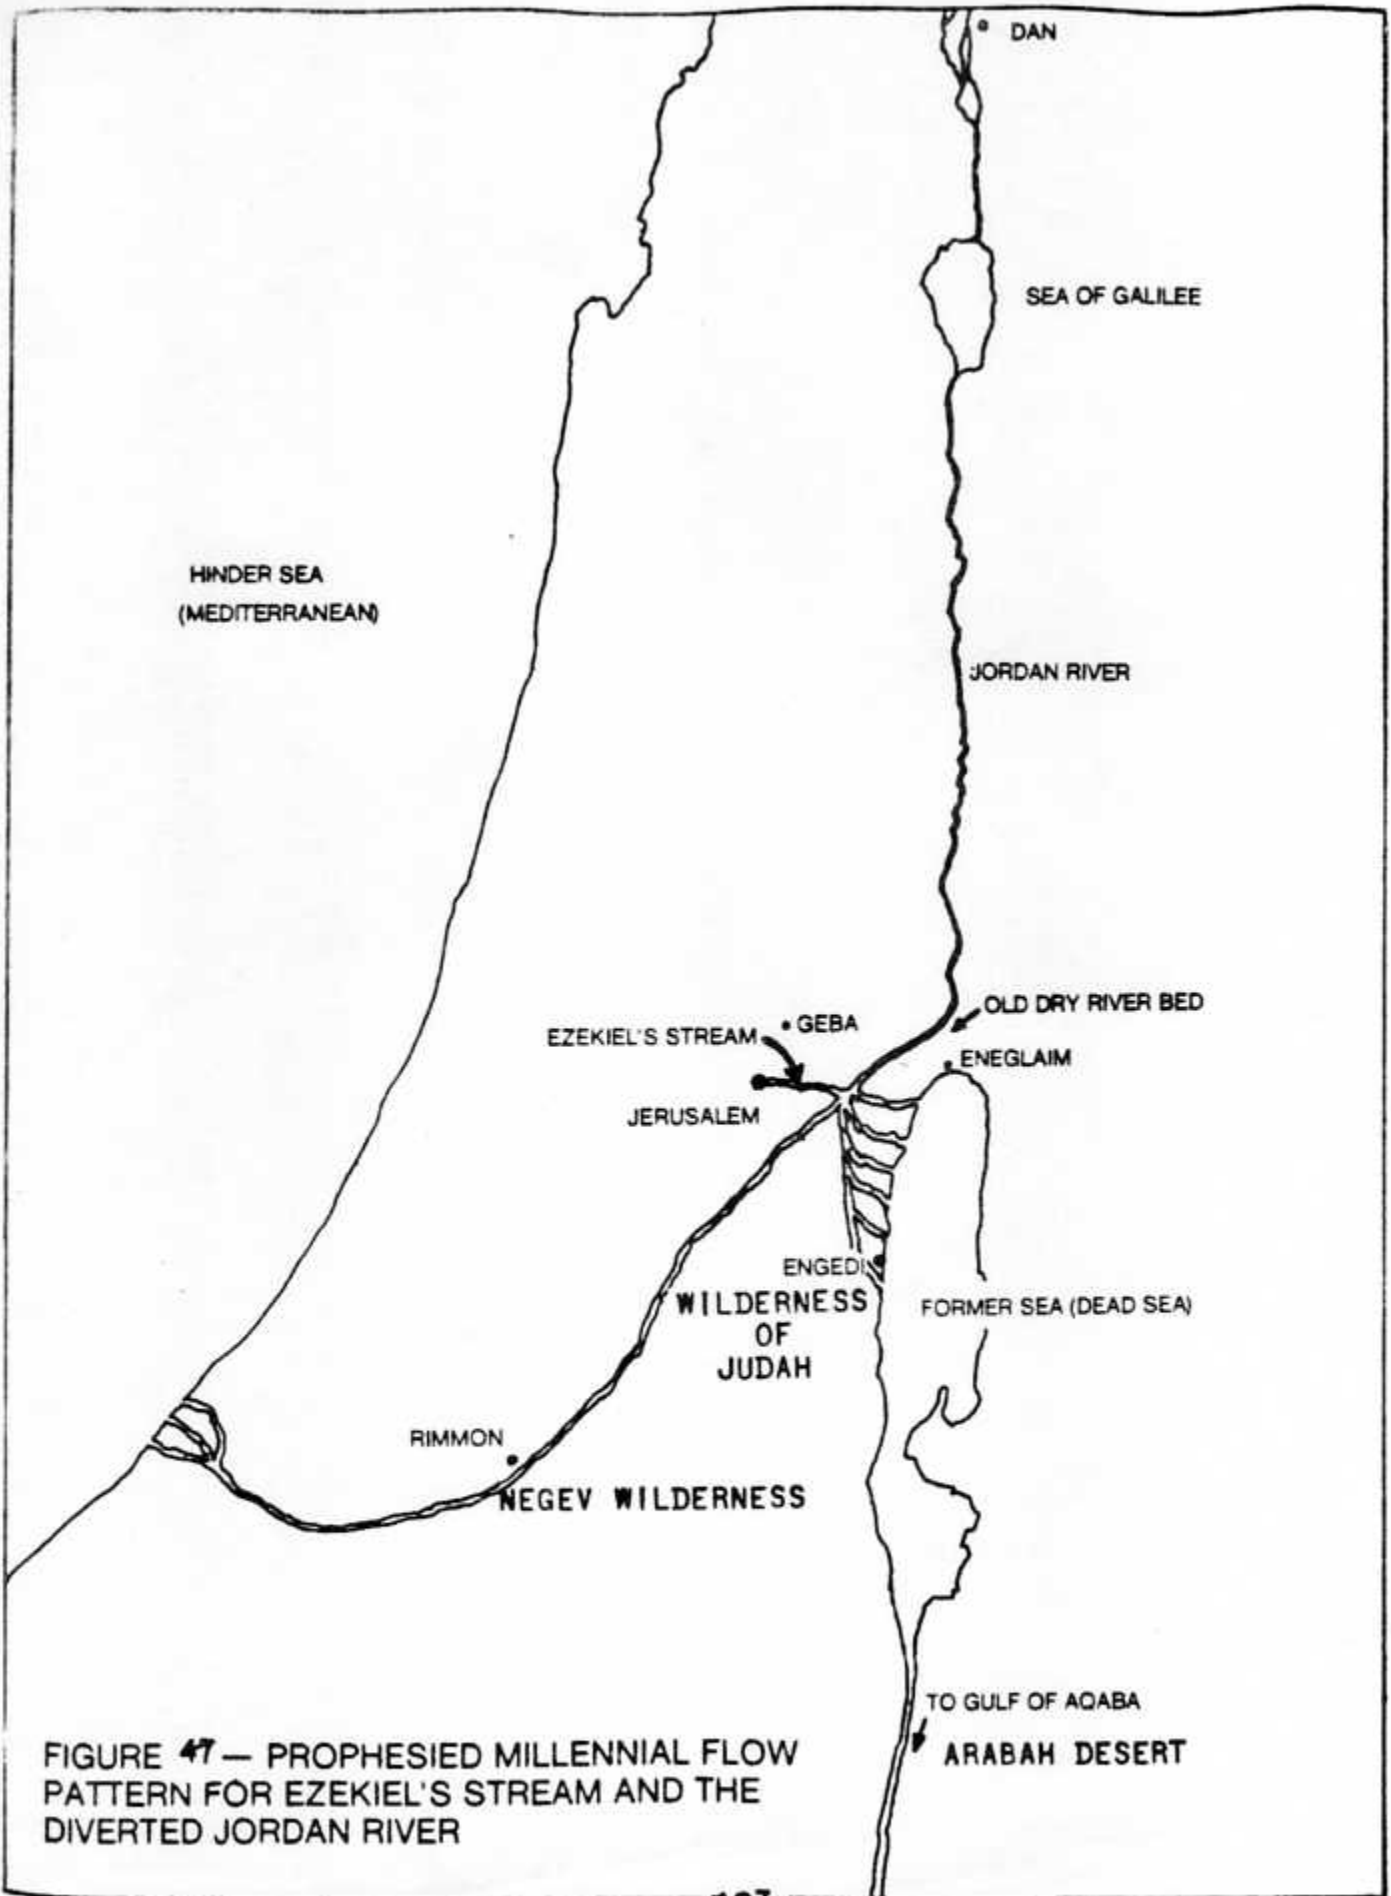 DAN
SEA OF GALILEE
HINDER SEA
(MEDITERRANEAN)
JORDAN RIVER
OLD DRY RIVER BED
GEBA
EZEKIEL'S STREAM
ENEGLAIM
JERUSALEM
ENGEDI
WILDERNESS
OF
JUDAH
FORMER SEA (DEAD SEA)
RIMMON
NEGEV WILDERNESS
TO GULF OF AQABA
ARABAH DESERT
FIGURE 47 — PROPHESIED MILLENNIAL FLOW
PATTERN FOR EZEKIEL'S STREAM AND THE
DIVERTED JORDAN RIVER